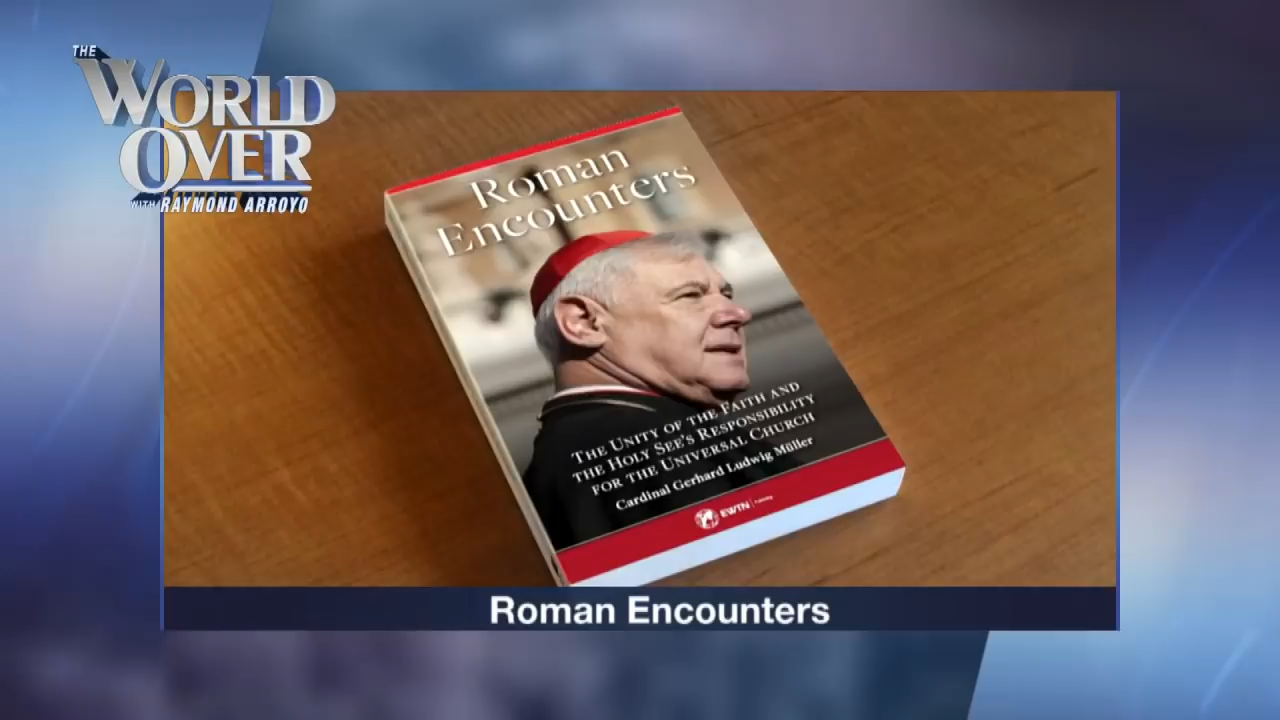 THE
WORLD
OVER
WITH RAYMOND ARROYO
Roman
Encounters
THE UNITY OF THE FAITH AND
THE HOLY SEE'S RESPONSIBILITY
FOR THE UNIVERSAL CHURCH
Cardinal Gerhard Ludwig Müller
EWTN
Roman Encounters